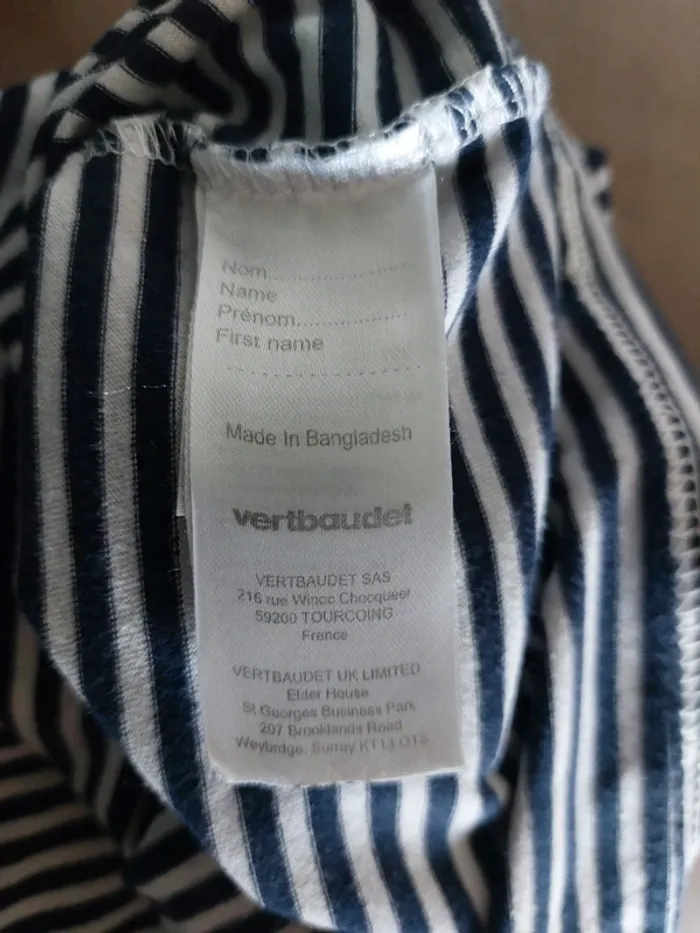 Nom..........................
Name
Prénom...................
First name
....................................
Made In Bangladesh
vertbaudet
VERTBAUDET SAS
216 rue Winoc Chocqueel
59200 TOURCOING
France
VERTBAUDET UK LIMITED
Elder House
St Georges Business Park
207 Brooklands Road
Weybridge, Surrey KT13 OTS